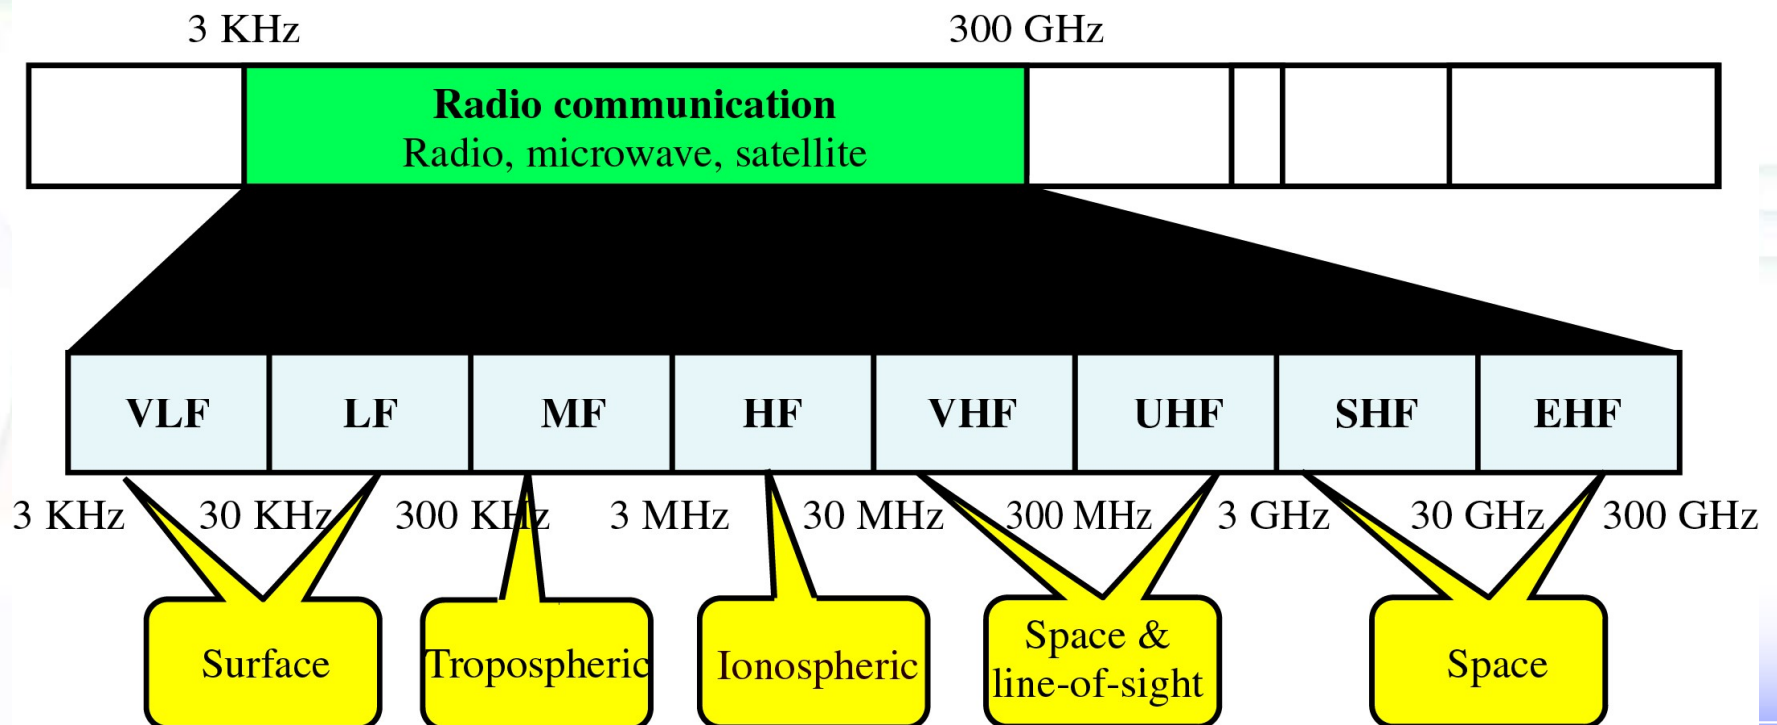 3 KHz 300 GHz
Radio communication
Radio, microwave, satellite
VLF LF MF HF VHF UHF SHF EHF
3 KHz 30 KHz 300 KHz 3 MHz 30 MHz 300 MHz 3 GHz 30 GHz 300 GHz
Surface
Tropospheric
Ionospheric
Space &
line-of-sight
Space